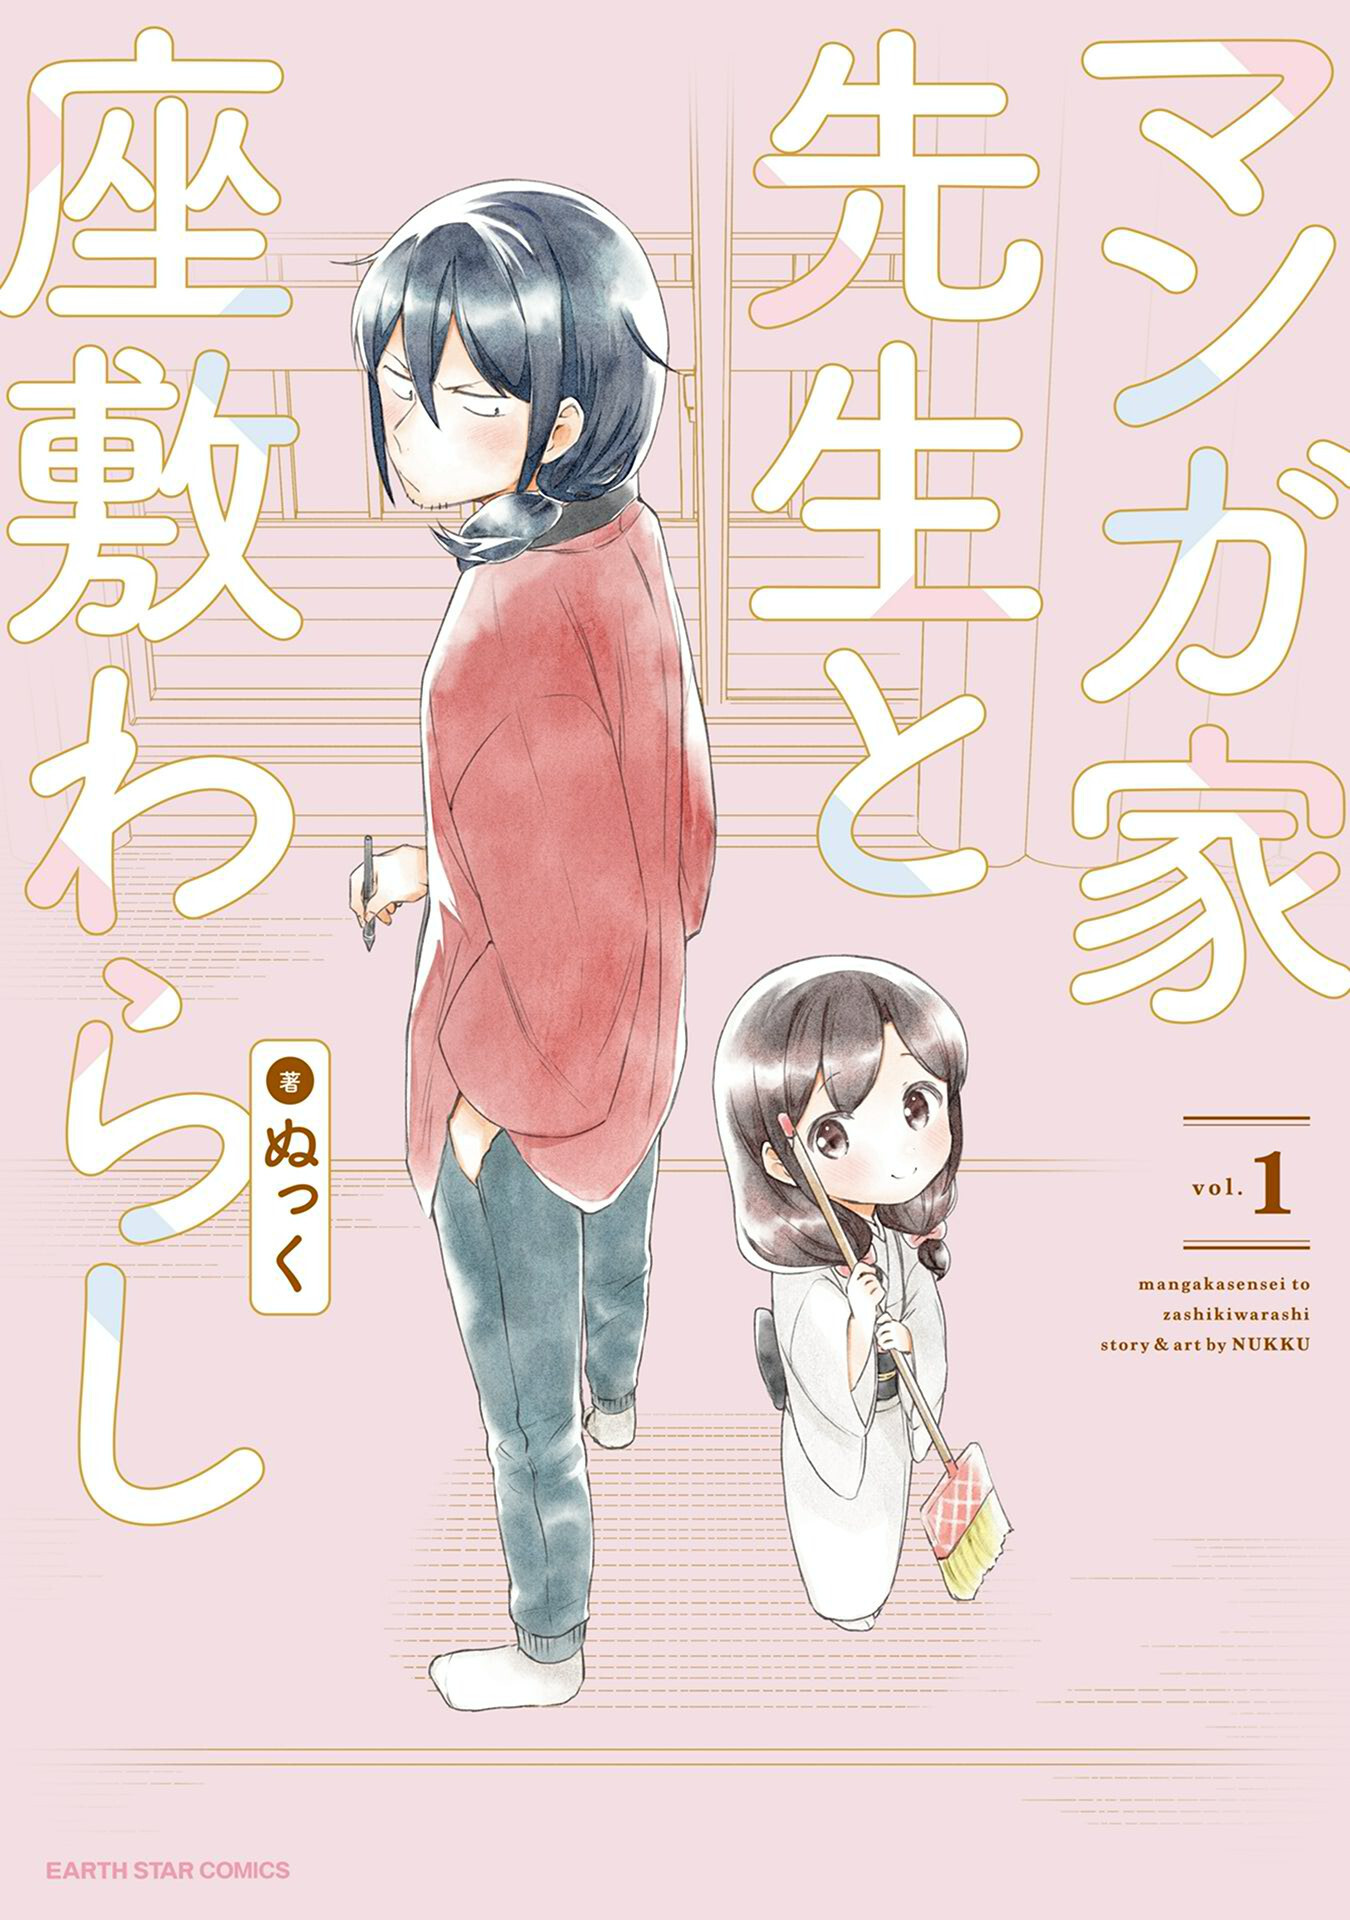 マンガ家
先生と
座敷わらし
著 ぬっく
vol. 1
mangakasensei to
zashikiwarashi
story & art by NUKKU
EARTH STAR COMICS